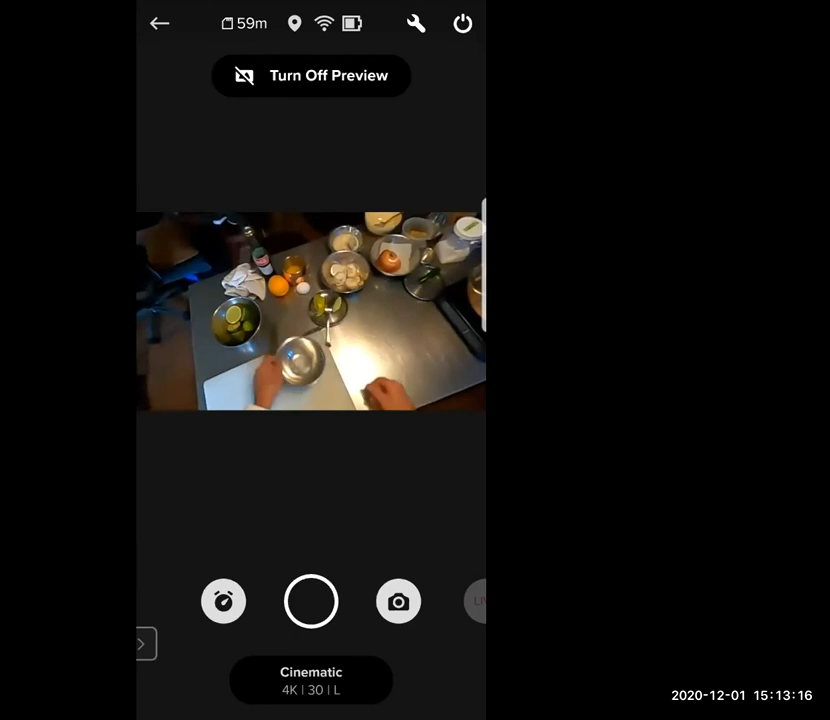 59m
Turn Off Preview
Cinematic
4K | 30 | L
2020-12-01 15:13:16